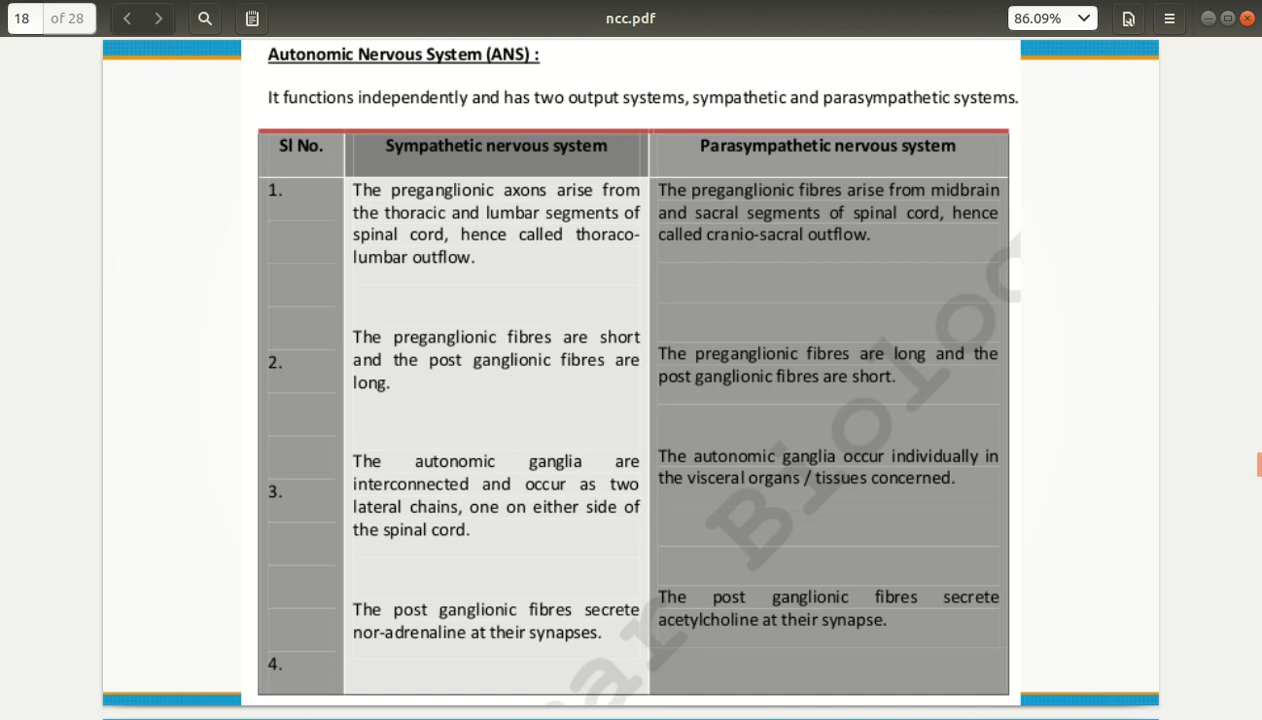 18 of 28
ncc.pdf
86.09%
Autonomic Nervous System (ANS) :
It functions independently and has two output systems, sympathetic and parasympathetic systems.
Sl No.
Sympathetic nervous system
Parasympathetic nervous system
1.
The preganglionic axons arise from
the thoracic and lumbar segments of
spinal cord, hence called thoraco-
lumbar outflow.
The preganglionic fibres arise from midbrain
and sacral segments of spinal cord, hence
called cranio-sacral outflow.
2.
The preganglionic fibres are short
and the post ganglionic fibres are
long.
The preganglionic fibres are long and the
post ganglionic fibres are short.
3.
The autonomic ganglia are
interconnected and occur as two
lateral chains, one on either side of
the spinal cord.
The autonomic ganglia occur individually in
the visceral organs / tissues concerned.
4.
The post ganglionic fibres secrete
nor-adrenaline at their synapses.
The post ganglionic fibres secrete
acetylcholine at their synapse.